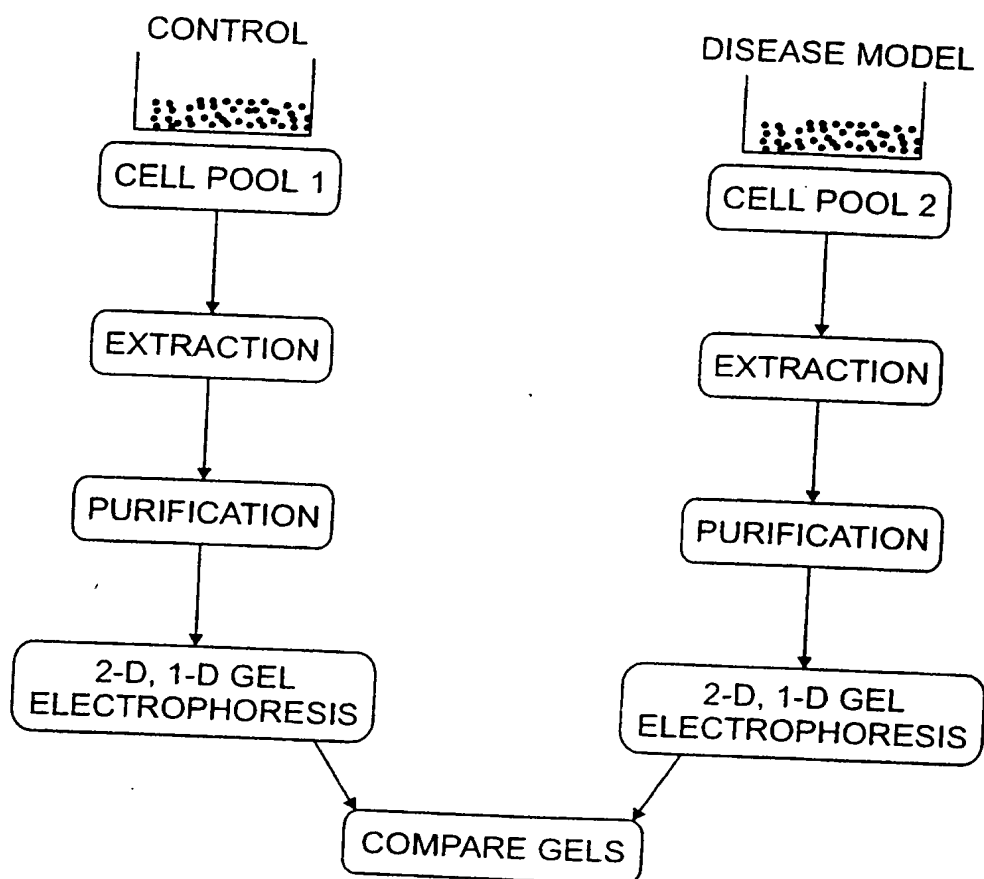 CONTROL
CELL POOL 1
EXTRACTION
PURIFICATION
2-D, 1-D GEL
ELECTROPHORESIS
DISEASE MODEL
CELL POOL 2
EXTRACTION
PURIFICATION
2-D, 1-D GEL
ELECTROPHORESIS
COMPARE GELS